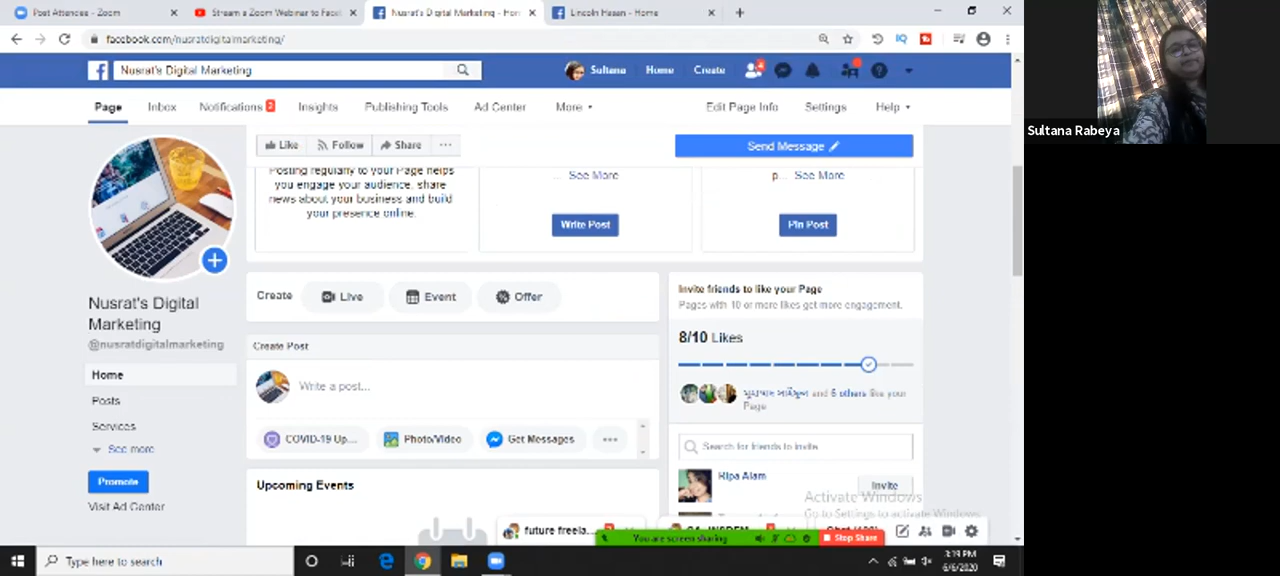 Post Attendee - Zoom
Stream a Zoom Webinar to Fac
Nusrat's Digital Marketing - Hom
Lincoln Hasan - Home
facebook.com/nusratdigitalmarketing/
Nusrat's Digital Marketing
Sultana
Home
Create
4
Page
Inbox
Notifications 2
Insights
Publishing Tools
Ad Center
More
Edit Page Info
Settings
Help
Like
Follow
Share
Send Message
Posting regularly to your Page helps
you engage your audience, share
news about your business and build
your presence online.
... See More
Write Post
p... See More
Pin Post
Nusrat's Digital
Marketing
@nusratdigitalmarketing
Home
Posts
Services
See more
Promote
Visit Ad Center
Create
Live
Event
Offer
Create Post
Write a post...
COVID-19 Up...
Photo/Video
Get Messages
Upcoming Events
Invite friends to like your Page
Pages with 10 or more likes get more engagement.
8/10 Likes
and 6 others like your
Page
Search for friends to invite
Ripa Alam
Invite
Activate Windows
Go to Settings to activate Windows
future freela...
You are screen sharing
Stop Share
Type here to search
3:19 PM
6/6/2020
Sultana Rabeya